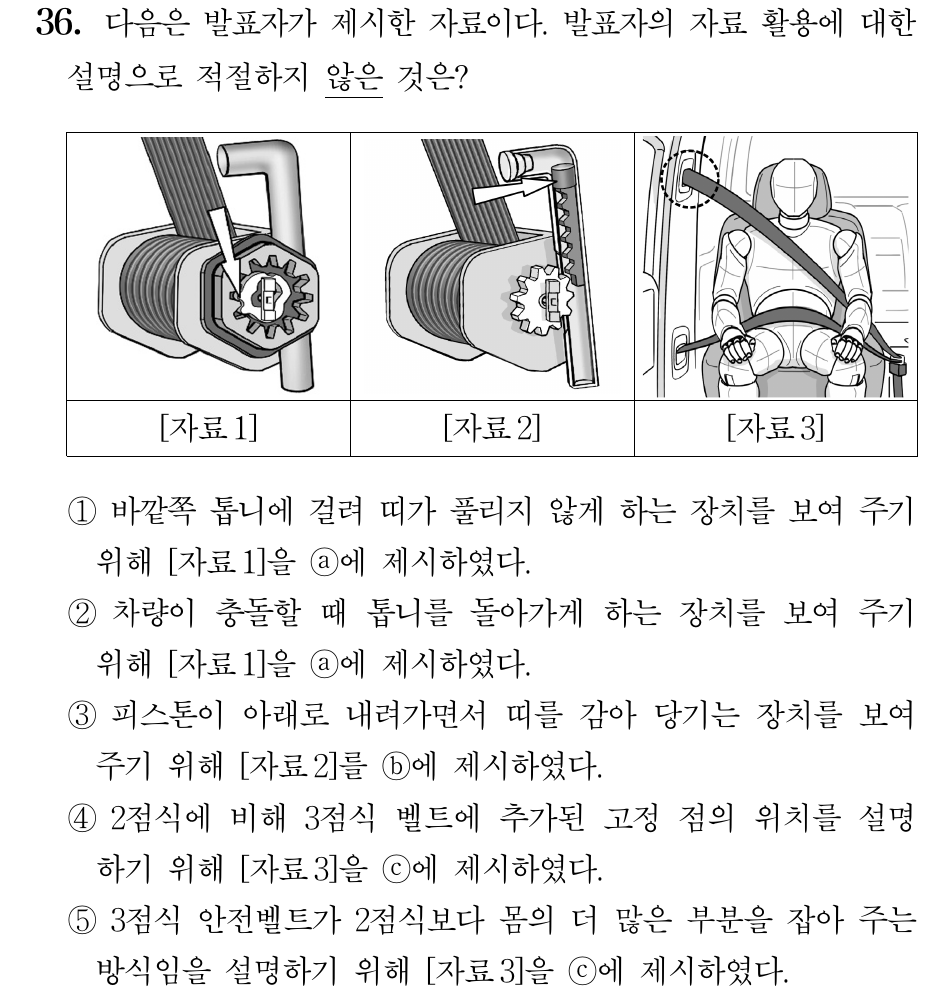 36. 다음은 발표자가 제시한 자료이다. 발표자의 자료 활용에 대한
설명으로 적절하지 않은 것은?
[자료 1] [자료 2] [자료 3]
① 바깥쪽 톱니에 걸려 띠가 풀리지 않게 하는 장치를 보여 주기
위해 [자료 1]을 ⓐ에 제시하였다.
② 차량이 충돌할 때 톱니를 돌아가게 하는 장치를 보여 주기
위해 [자료 1]을 ⓐ에 제시하였다.
③ 피스톤이 아래로 내려가면서 띠를 감아 당기는 장치를 보여
주기 위해 [자료 2]를 ⓑ에 제시하였다.
④ 2점식에 비해 3점식 벨트에 추가된 고정 점의 위치를 설명
하기 위해 [자료 3]을 ⓒ에 제시하였다.
⑤ 3점식 안전벨트가 2점식보다 몸의 더 많은 부분을 잡아 주는
방식임을 설명하기 위해 [자료 3]을 ⓒ에 제시하였다.